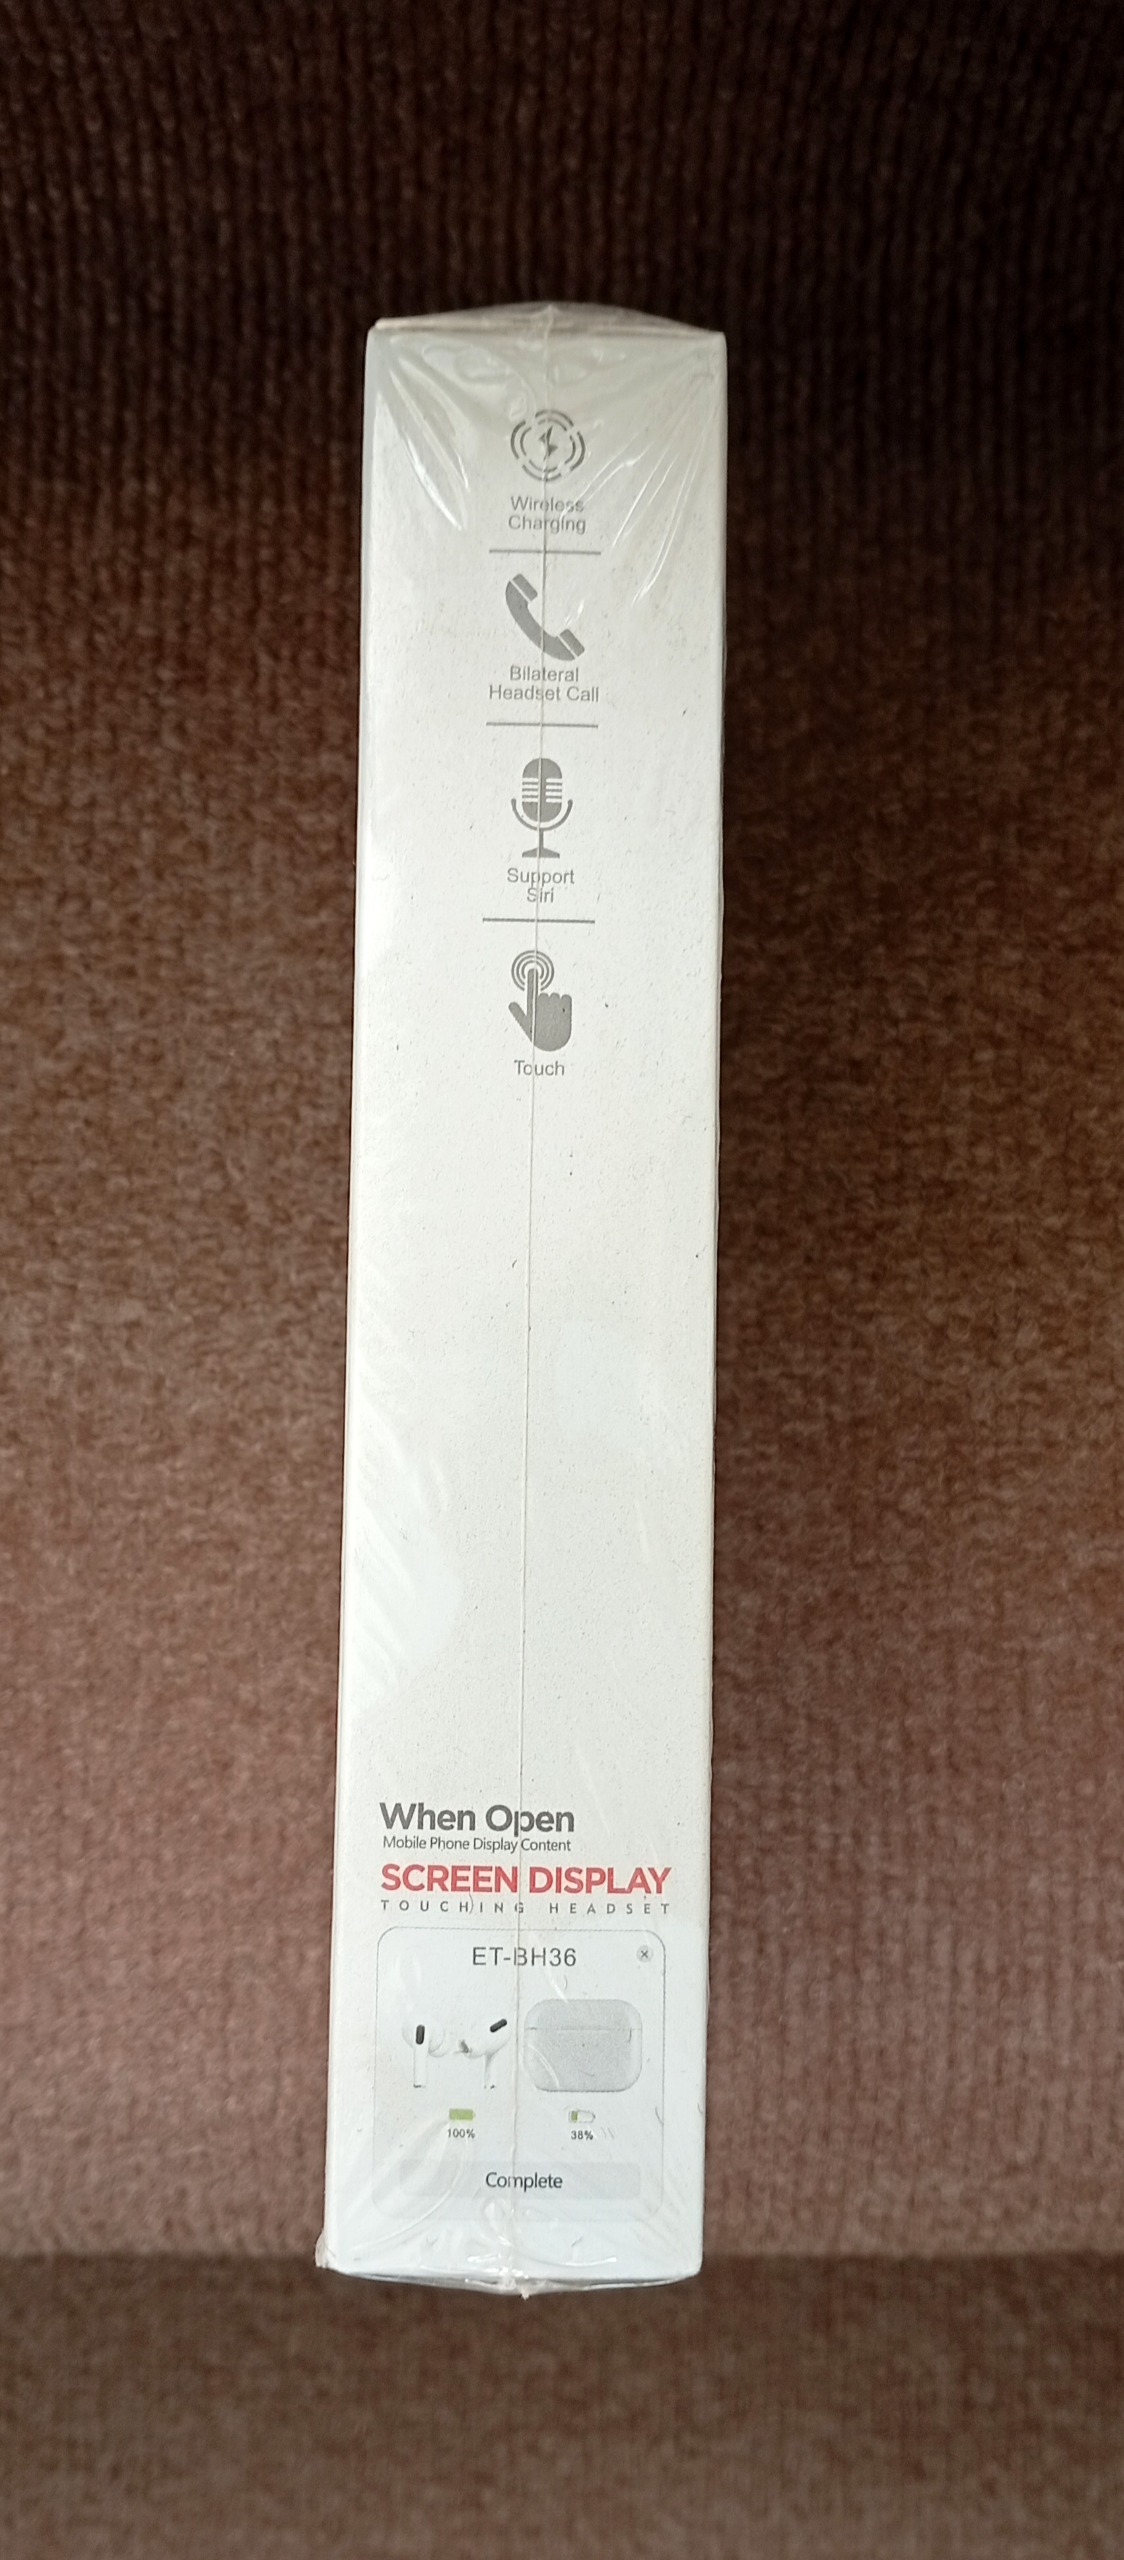 Wireless
Charging
Bilateral
Headset Call
Support
Siri
Touch
When Open
Mobile Phone Display Content
SCREEN DISPLAY
TOUCHING HEADSET
ET-BH36
100%
38%
Complete